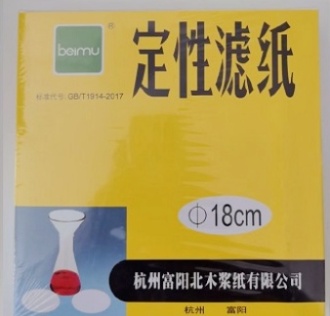 beimu
®
定性滤纸
标准代号: GB/T1914-2017
Φ18cm
杭州富阳北木浆纸有限公司
杭州 富阳